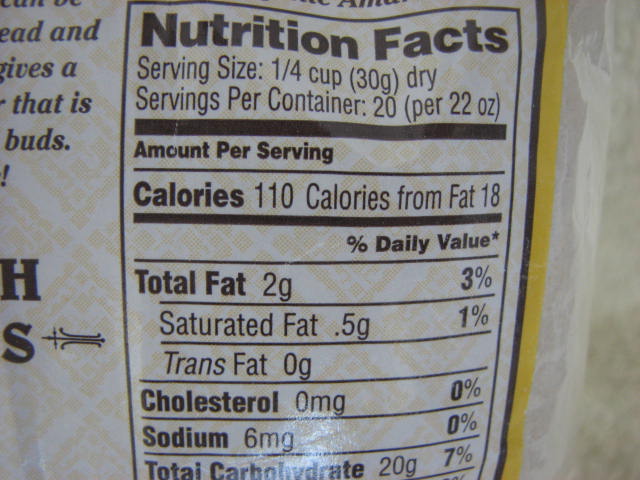 can be
ead and
gives a
r that is
buds.
!
H
S
Nutrition Facts
Serving Size: 1/4 cup (30g) dry
Servings Per Container: 20 (per 22 oz)
Amount Per Serving
Calories 110 Calories from Fat 18
% Daily Value*
Total Fat 2g 3%
Saturated Fat .5g 1%
Trans Fat 0g
Cholesterol 0mg 0%
Sodium 6mg 0%
Total Carbohydrate 20g 7%